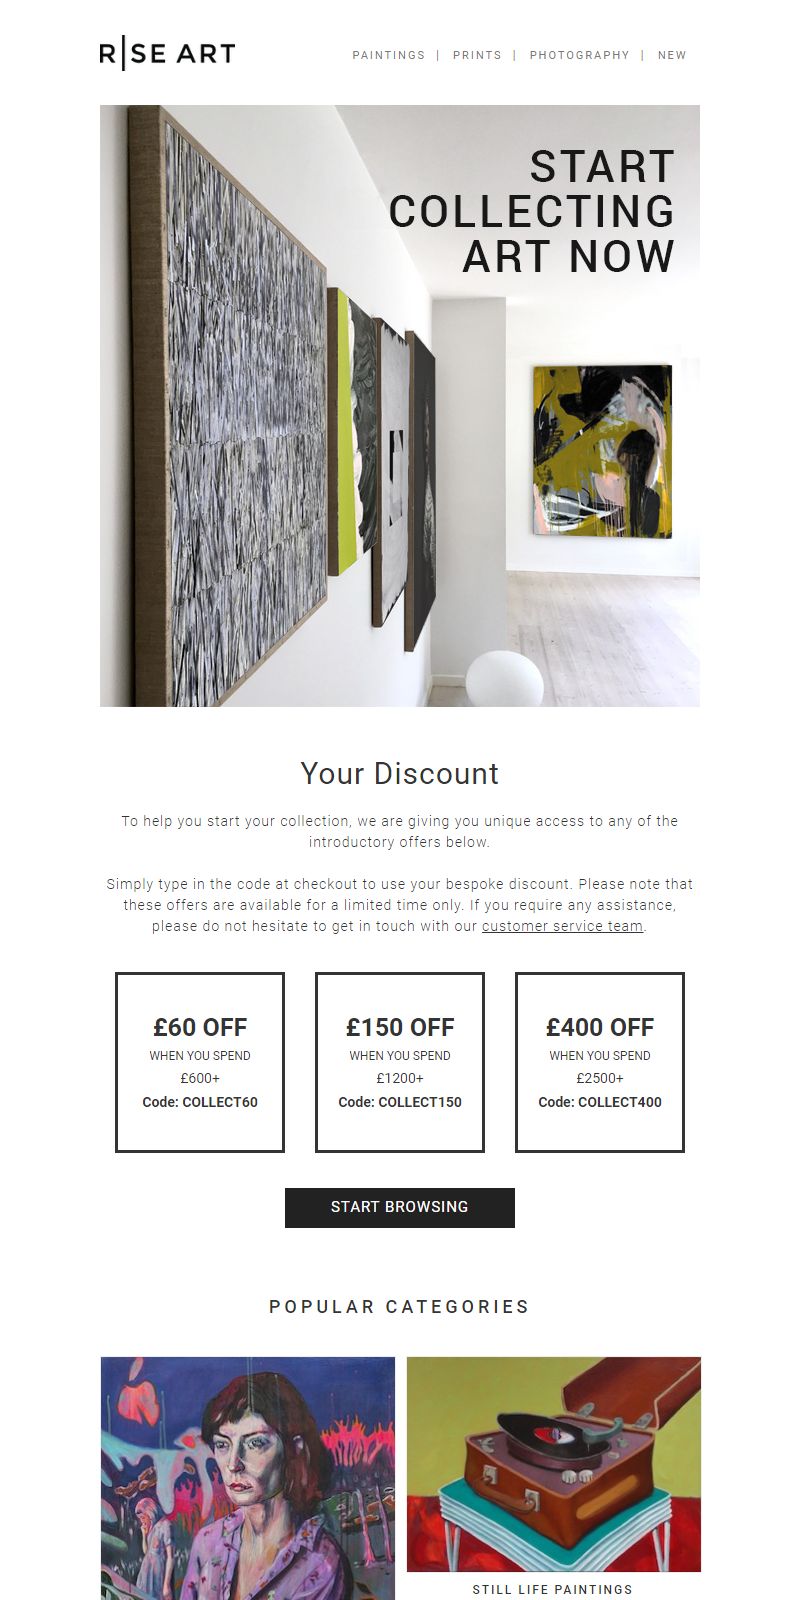 R|SE ART
PAINTINGS | PRINTS | PHOTOGRAPHY | NEW
START
COLLECTING
ART NOW
Your Discount
To help you start your collection, we are giving you unique access to any of the
introductory offers below.
Simply type in the code at checkout to use your bespoke discount. Please note that
these offers are available for a limited time only. If you require any assistance,
please do not hesitate to get in touch with our customer service team.
£60 OFF
WHEN YOU SPEND
£600+
Code: COLLECT60
£150 OFF
WHEN YOU SPEND
£1200+
Code: COLLECT150
£400 OFF
WHEN YOU SPEND
£2500+
Code: COLLECT400
START BROWSING
POPULAR CATEGORIES
STILL LIFE PAINTINGS